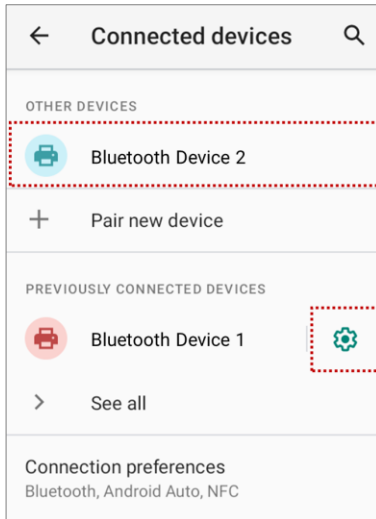 Connected devices
OTHER DEVICES
Bluetooth Device 2
Pair new device
PREVIOUSLY CONNECTED DEVICES
Bluetooth Device 1
See all
Connection preferences
Bluetooth, Android Auto, NFC